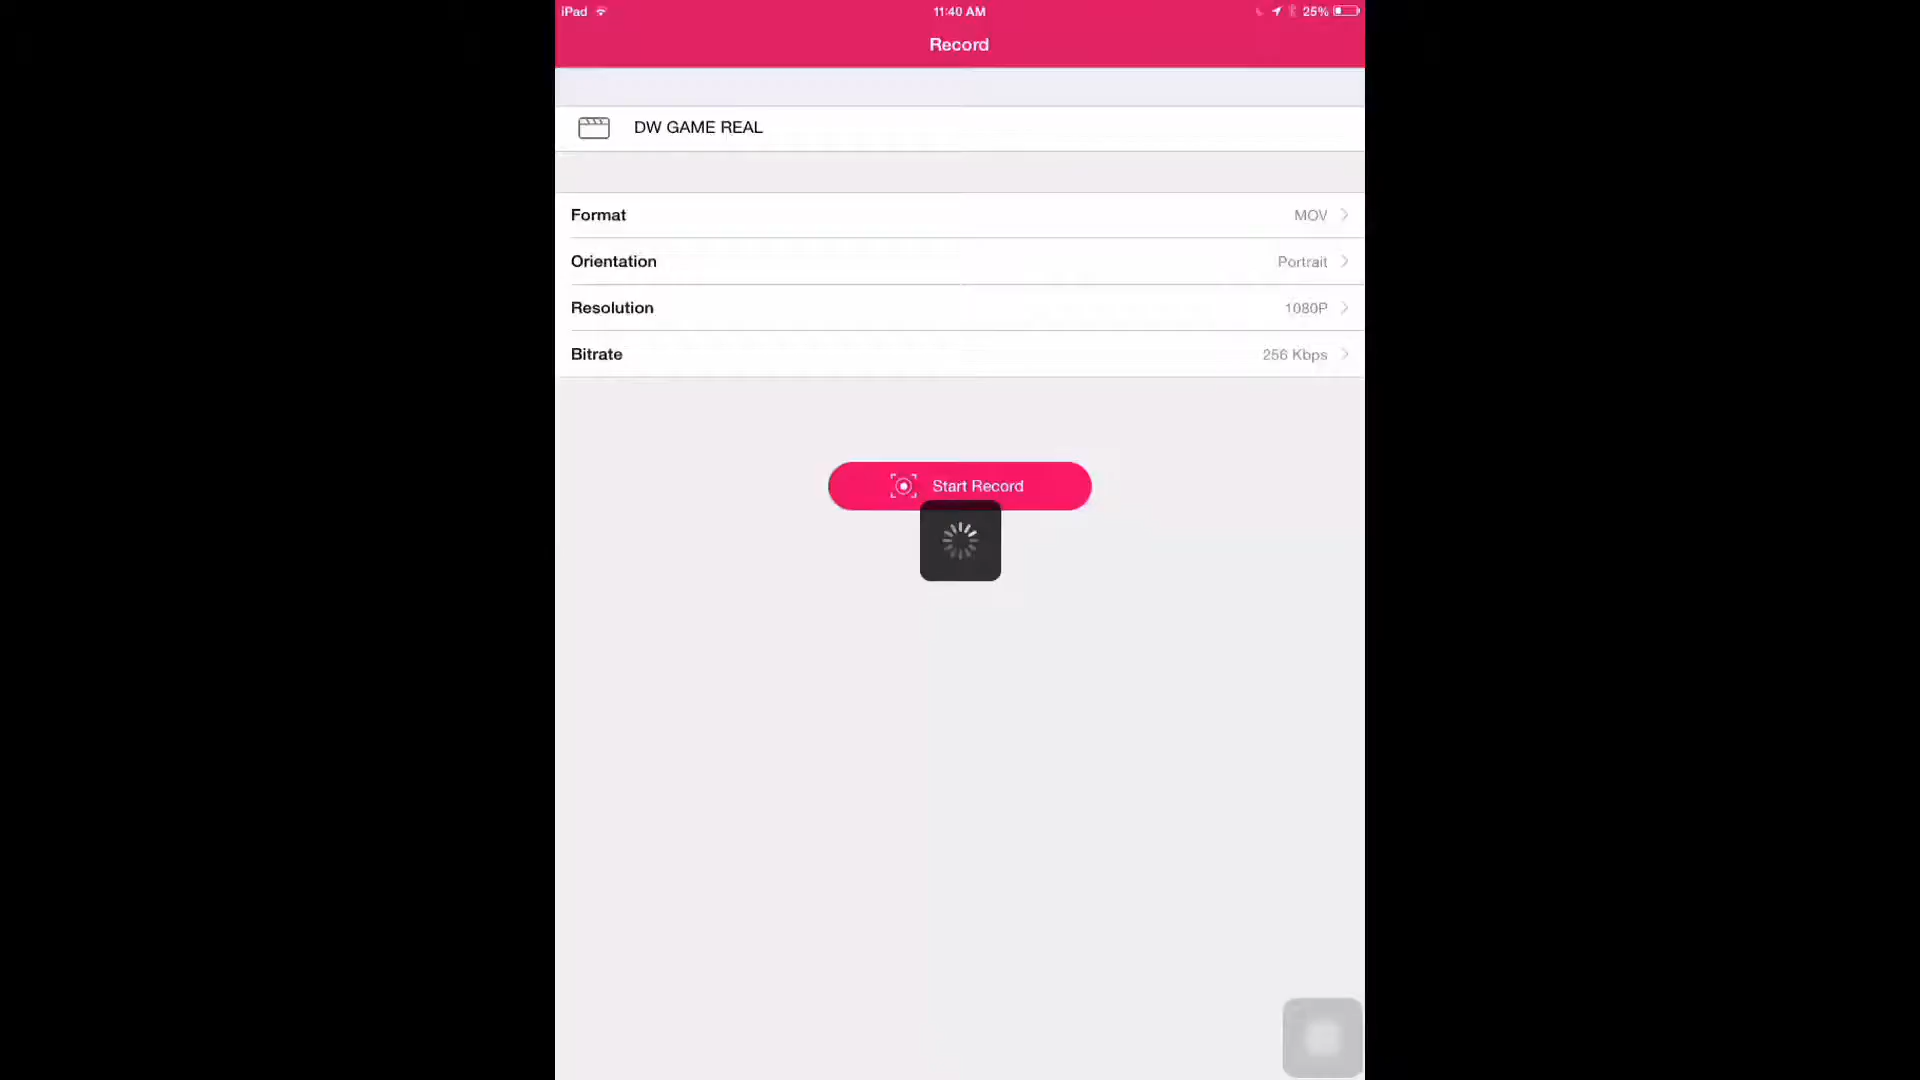 iPad 11:40 AM 25%
Record
DW GAME REAL
Format MOV
Orientation Portrait
Resolution 1080P
Bitrate 256 Kbps
Start Record